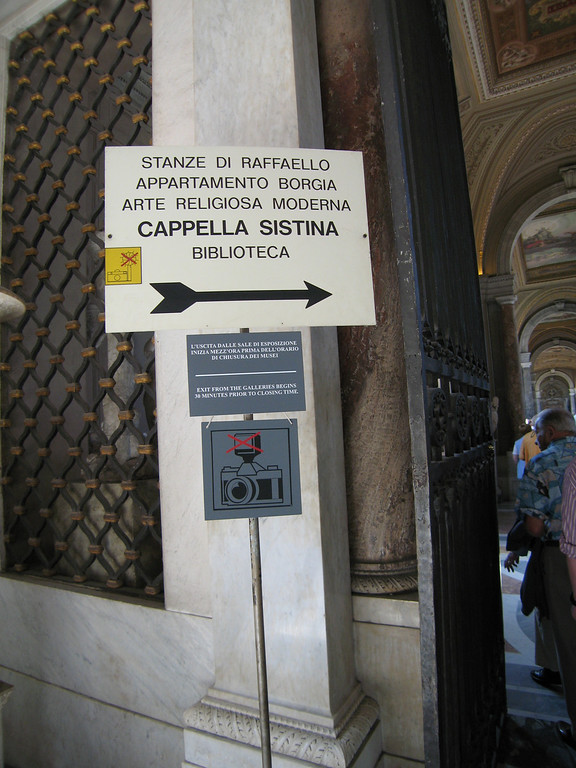 STANZE DI RAFFAELLO
APPARTAMENTO BORGIA
ARTE RELIGIOSA MODERNA
CAPPELLA SISTINA
BIBLIOTECA
L'USCITA DALLE SALE DI ESPOSIZIONE
INIZIA MEZZ'ORA PRIMA DELL'ORARIO
DI CHIUSURA DEI MUSEI
EXIT FROM THE GALLERIES BEGINS
30 MINUTES PRIOR TO CLOSING TIME.